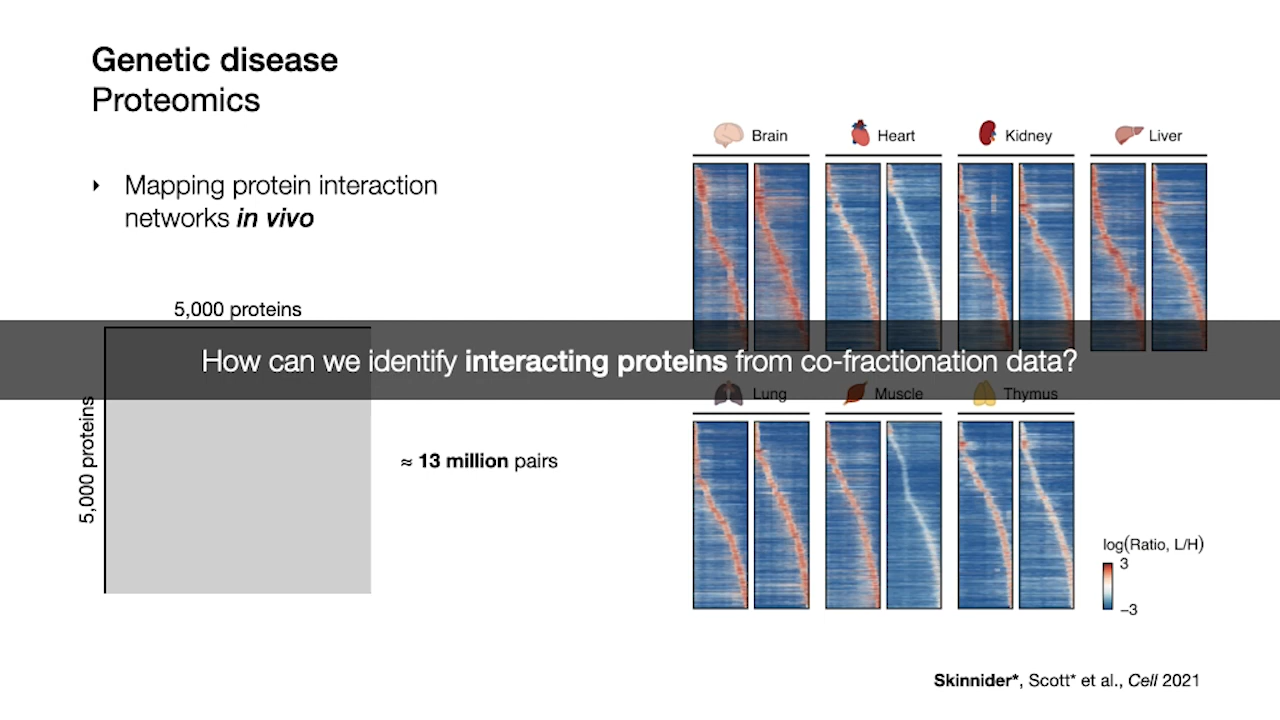 Genetic disease
Proteomics
Mapping protein interaction
networks in vivo
5,000 proteins
5,000 proteins
≈ 13 million pairs
How can we identify interacting proteins from co-fractionation data?
Brain
Heart
Kidney
Liver
Lung
Muscle
Thymus
log(Ratio, L/H)
3
−3
Skinnider*, Scott* et al., Cell 2021